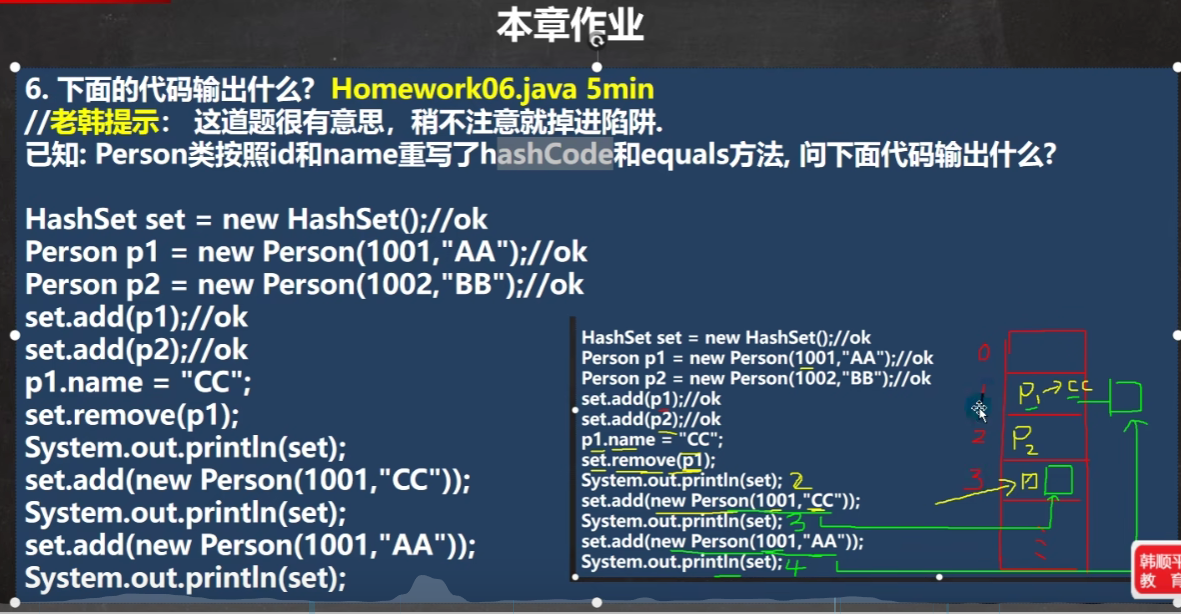 本章作业
6. 下面的代码输出什么? Homework06.java 5min
//老韩提示: 这道题很有意思，稍不注意就掉进陷阱.
已知: Person类按照id和name重写了hashCode和equals方法, 问下面代码输出什么?
HashSet set = new HashSet();//ok
Person p1 = new Person(1001,"AA");//ok
Person p2 = new Person(1002,"BB");//ok
set.add(p1);//ok
set.add(p2);//ok
p1.name = "CC";
set.remove(p1);
System.out.println(set);
set.add(new Person(1001,"CC"));
System.out.println(set);
set.add(new Person(1001,"AA"));
System.out.println(set);
HashSet set = new HashSet();//ok
Person p1 = new Person(1001,"AA");//ok
Person p2 = new Person(1002,"BB");//ok
set.add(p1);//ok
set.add(p2);//ok
p1.name = "CC";
set.remove(p1);
System.out.println(set); 2
set.add(new Person(1001,"CC"));
System.out.println(set); 3
set.add(new Person(1001,"AA"));
System.out.println(set); 4
0
1 P1→CC
2 P2
3
韩顺平
教 育